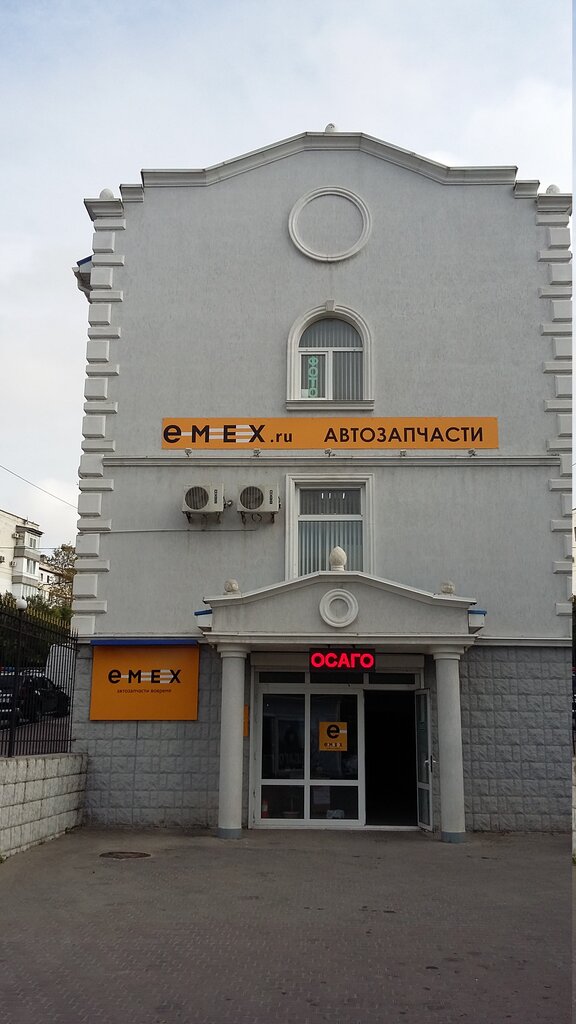 ФОТО
emex.ru АВТОЗАПЧАСТИ
ОСАГО
emex
автозапчасти вовремя
e
emex